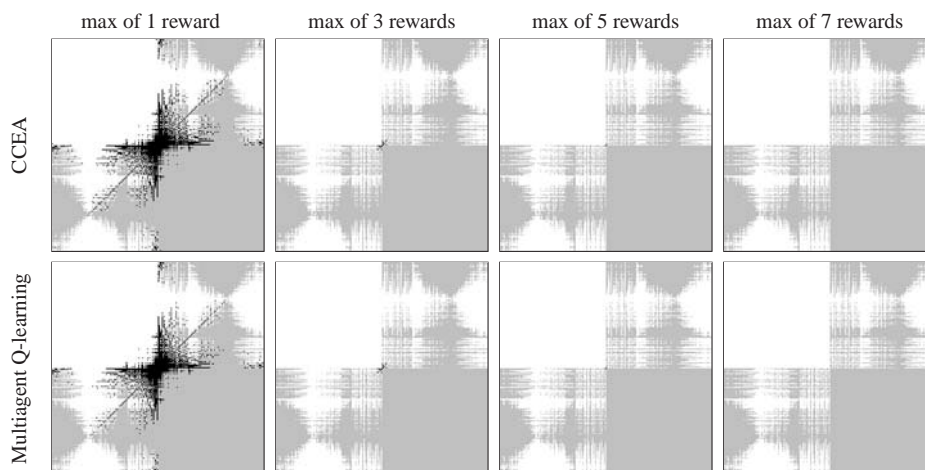 max of 1 reward
max of 3 rewards
max of 5 rewards
max of 7 rewards
CCEA
Multiagent Q-learning